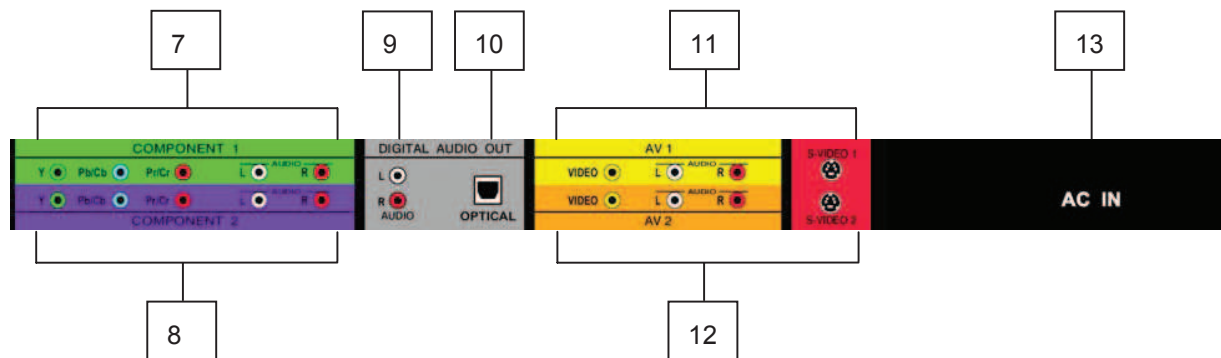 7
9
10
11
13
COMPONENT 1
Y Pb/Cb Pr/Cr L AUDIO R
Y Pb/Cb Pr/Cr L AUDIO R
COMPONENT 2
DIGITAL AUDIO OUT
L
R
AUDIO
OPTICAL
AV 1
VIDEO L AUDIO R
VIDEO L AUDIO R
AV 2
S-VIDEO 1
S-VIDEO 2
AC IN
8
12